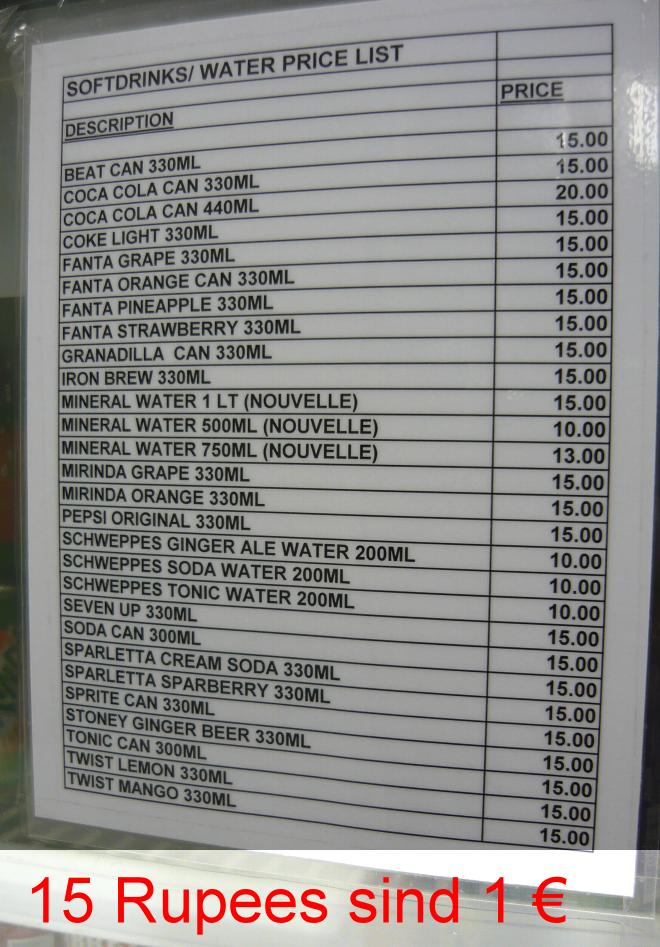 SOFTDRINKS/ WATER PRICE LIST
DESCRIPTION PRICE
BEAT CAN 330ML 15.00
COCA COLA CAN 330ML 15.00
COCA COLA CAN 440ML 20.00
COKE LIGHT 330ML 15.00
FANTA GRAPE 330ML 15.00
FANTA ORANGE CAN 330ML 15.00
FANTA PINEAPPLE 330ML 15.00
FANTA STRAWBERRY 330ML 15.00
GRANADILLA CAN 330ML 15.00
IRON BREW 330ML 15.00
MINERAL WATER 1 LT (NOUVELLE) 15.00
MINERAL WATER 500ML (NOUVELLE) 10.00
MINERAL WATER 750ML (NOUVELLE) 13.00
MIRINDA GRAPE 330ML 15.00
MIRINDA ORANGE 330ML 15.00
PEPSI ORIGINAL 330ML 15.00
SCHWEPPES GINGER ALE WATER 200ML 10.00
SCHWEPPES SODA WATER 200ML 10.00
SCHWEPPES TONIC WATER 200ML 10.00
SEVEN UP 330ML 15.00
SODA CAN 300ML 15.00
SPARLETTA CREAM SODA 330ML 15.00
SPARLETTA SPARBERRY 330ML 15.00
SPRITE CAN 330ML 15.00
STONEY GINGER BEER 330ML 15.00
TONIC CAN 300ML 15.00
TWIST LEMON 330ML 15.00
TWIST MANGO 330ML 15.00
15 Rupees sind 1 €